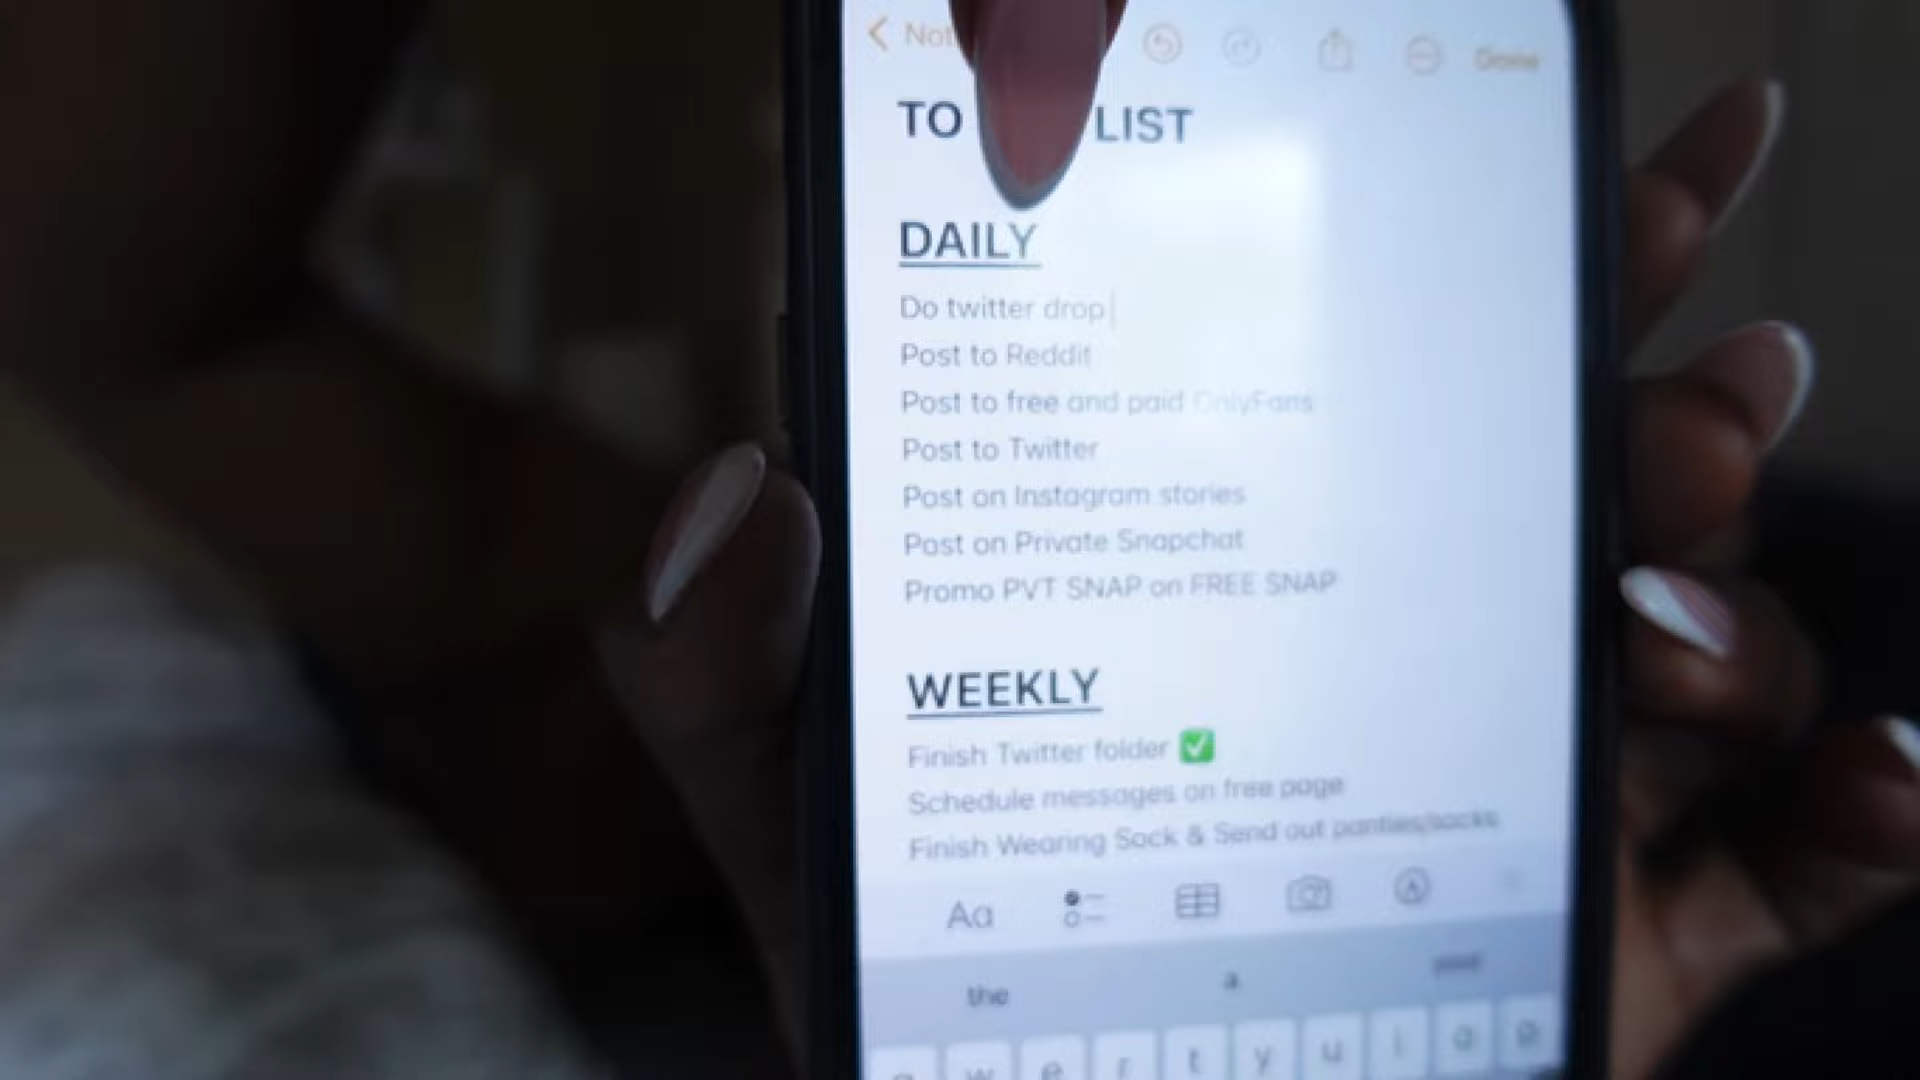 Not
Done
TO LIST
DAILY
Do twitter drop
Post to Reddit
Post to free and paid OnlyFans
Post to Twitter
Post on Instagram stories
Post on Private Snapchat
Promo PVT SNAP on FREE SNAP
WEEKLY
Finish Twitter folder ✅
Schedule messages on free page
Finish Wearing Sock & Send out panties/socks
Aa
the a
q w e r t y u i o p